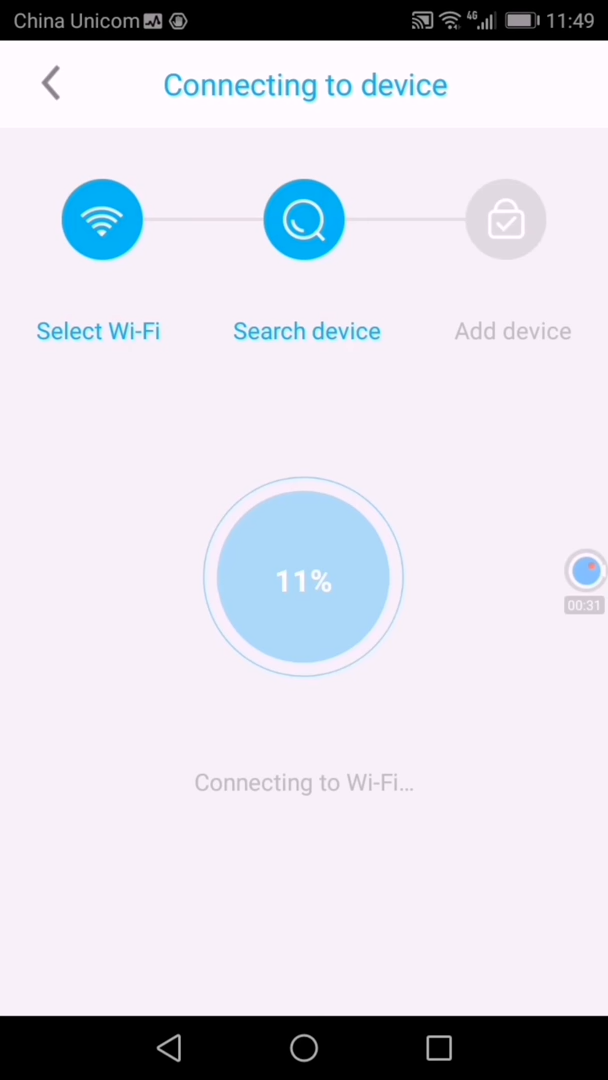 China Unicom 4G 11:49
Connecting to device
Select Wi-Fi Search device Add device
11%
00:31
Connecting to Wi-Fi…